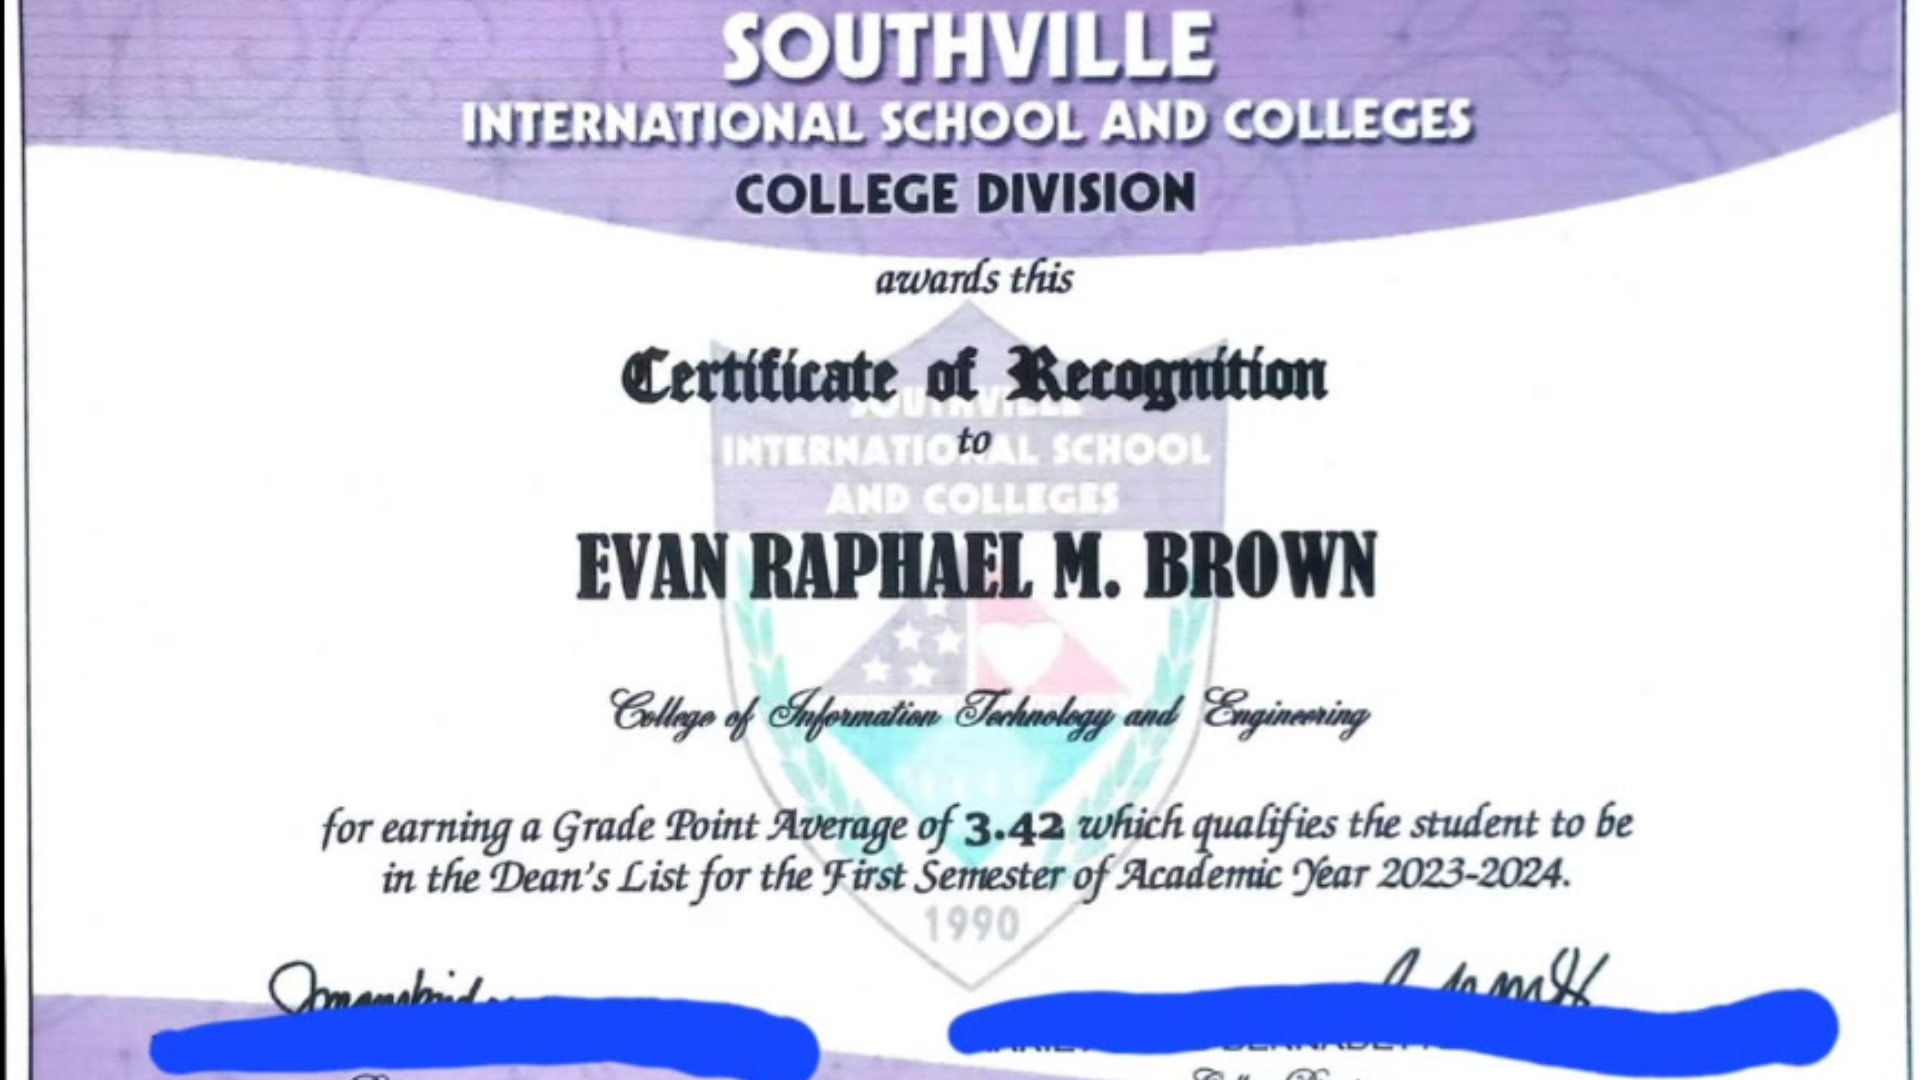 SOUTHVILLE
INTERNATIONAL SCHOOL AND COLLEGES
COLLEGE DIVISION
awards this
Certificate of Recognition
to
SOUTHVILLE
INTERNATIONAL SCHOOL
AND COLLEGES
EVAN RAPHAEL M. BROWN
College of Information Technology and Engineering
for earning a Grade Point Average of 3.42 which qualifies the student to be
in the Dean's List for the First Semester of Academic Year 2023-2024.
1990